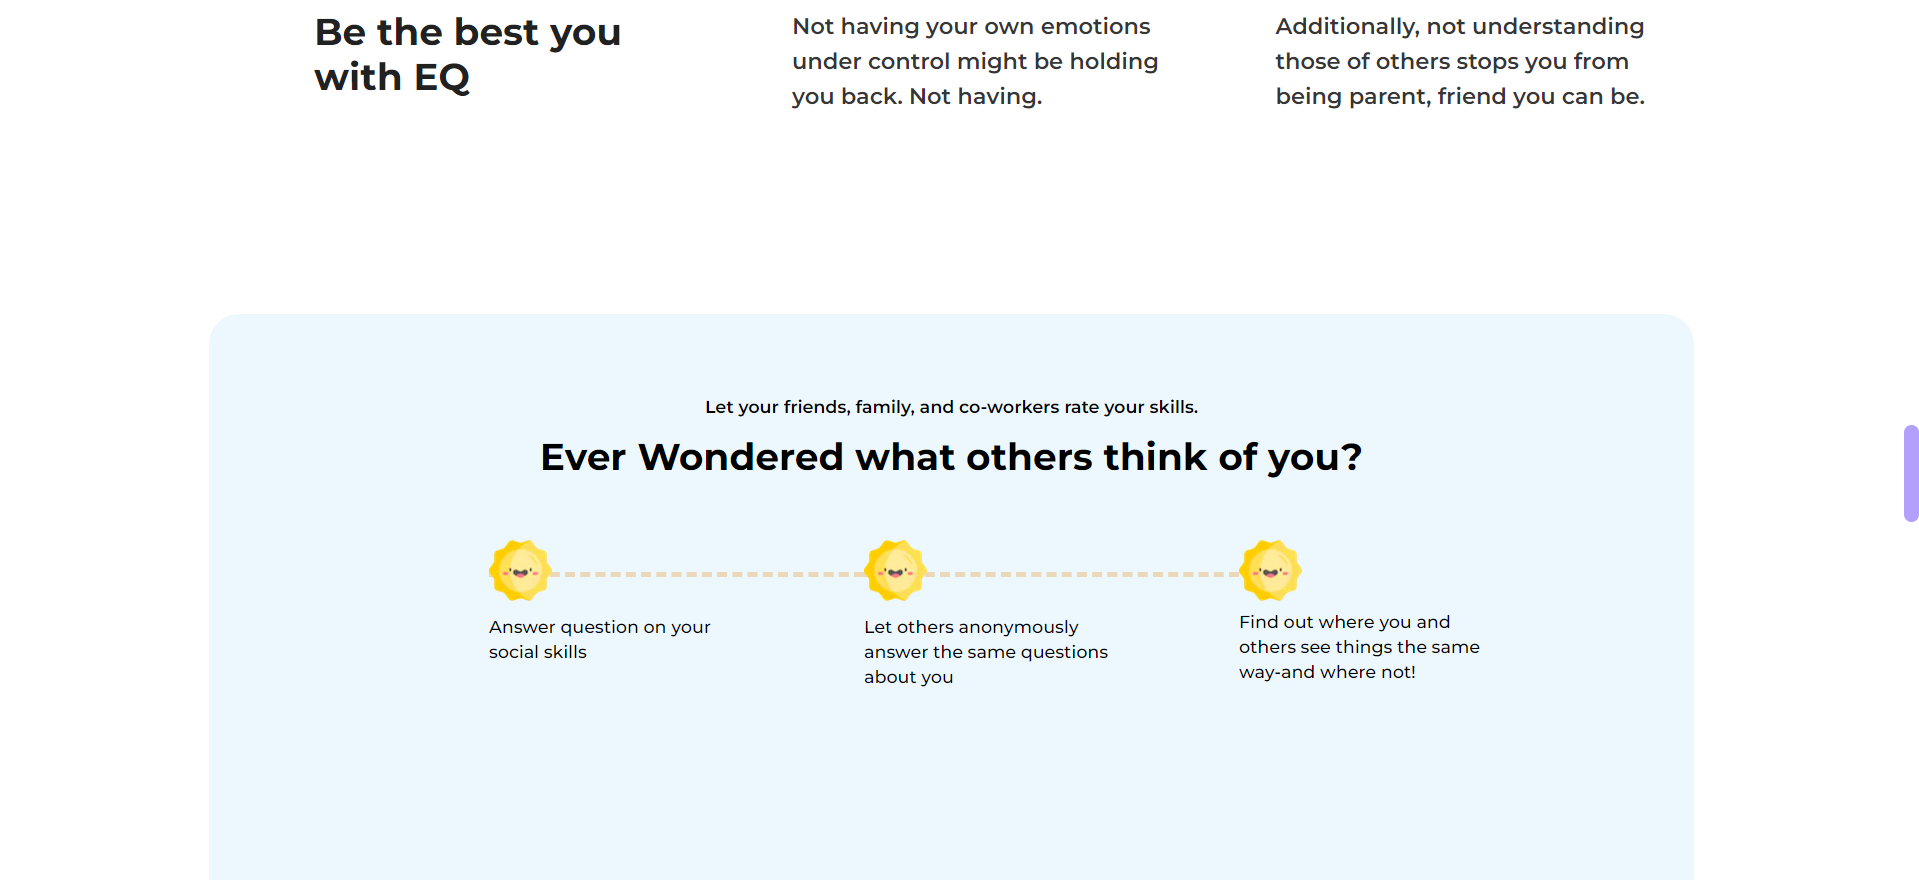 Be the best you
with EQ
Not having your own emotions
under control might be holding
you back. Not having.
Additionally, not understanding
those of others stops you from
being parent, friend you can be.
Let your friends, family, and co-workers rate your skills.
Ever Wondered what others think of you?
Answer question on your
social skills
Let others anonymously
answer the same questions
about you
Find out where you and
others see things the same
way-and where not!